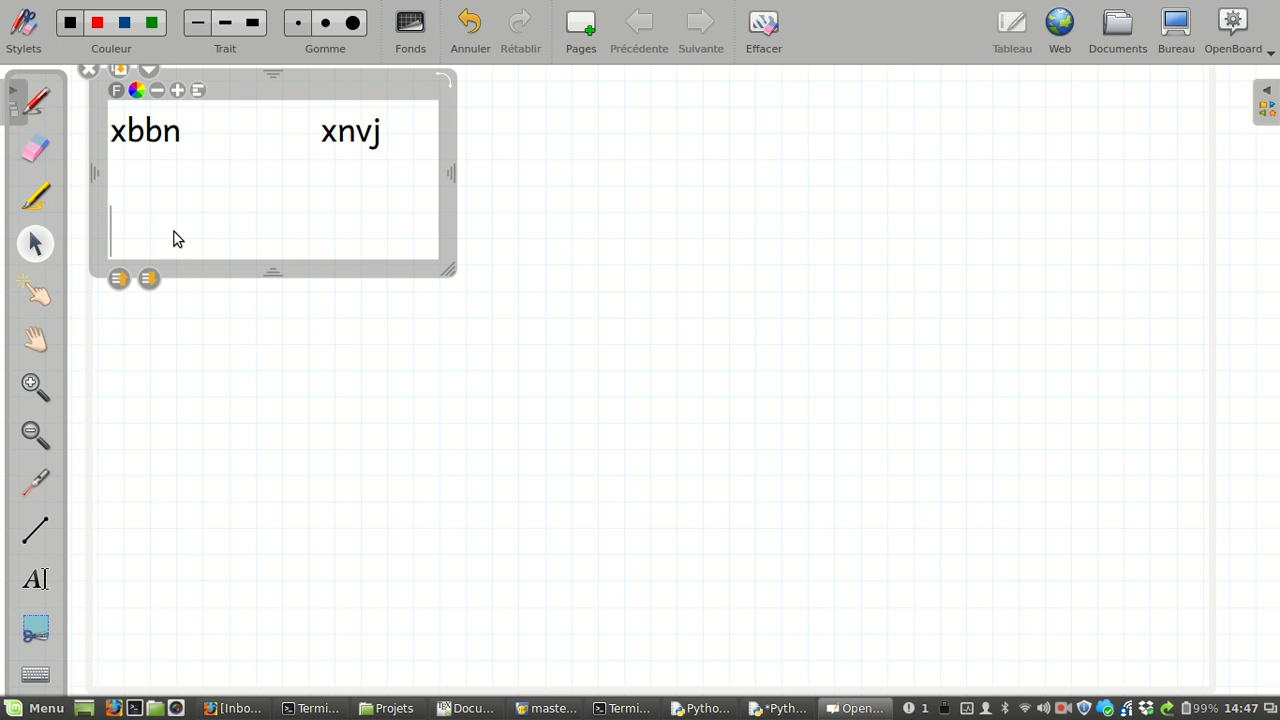 Stylets Couleur Trait Gomme Fonds Annuler Rétablir Pages Précédente Suivante Effacer Tableau Web Documents Bureau OpenBoard
F
xbbn xnvj
AI
Menu [Inbo... Termi... Projets Docu... maste... Termi... Pytho... *Pyth... Open... 1 99% 14:47